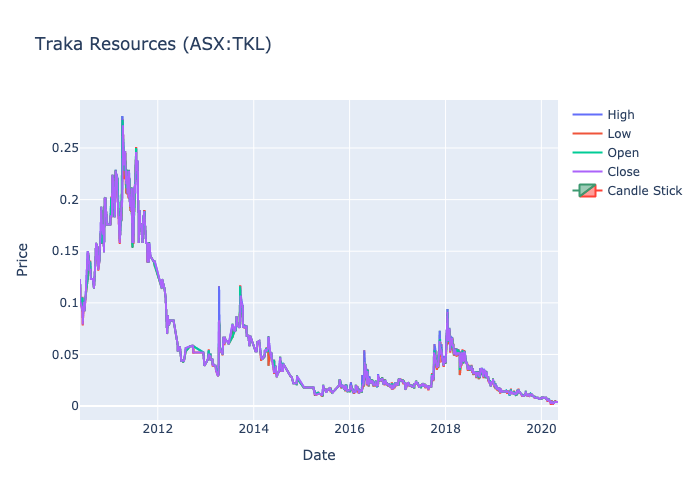 Traka Resources (ASX:TKL)
High
Low
Open
Close
Candle Stick
0.25
0.2
0.15
0.1
0.05
0
Price
2012
2014
2016
2018
2020
Date